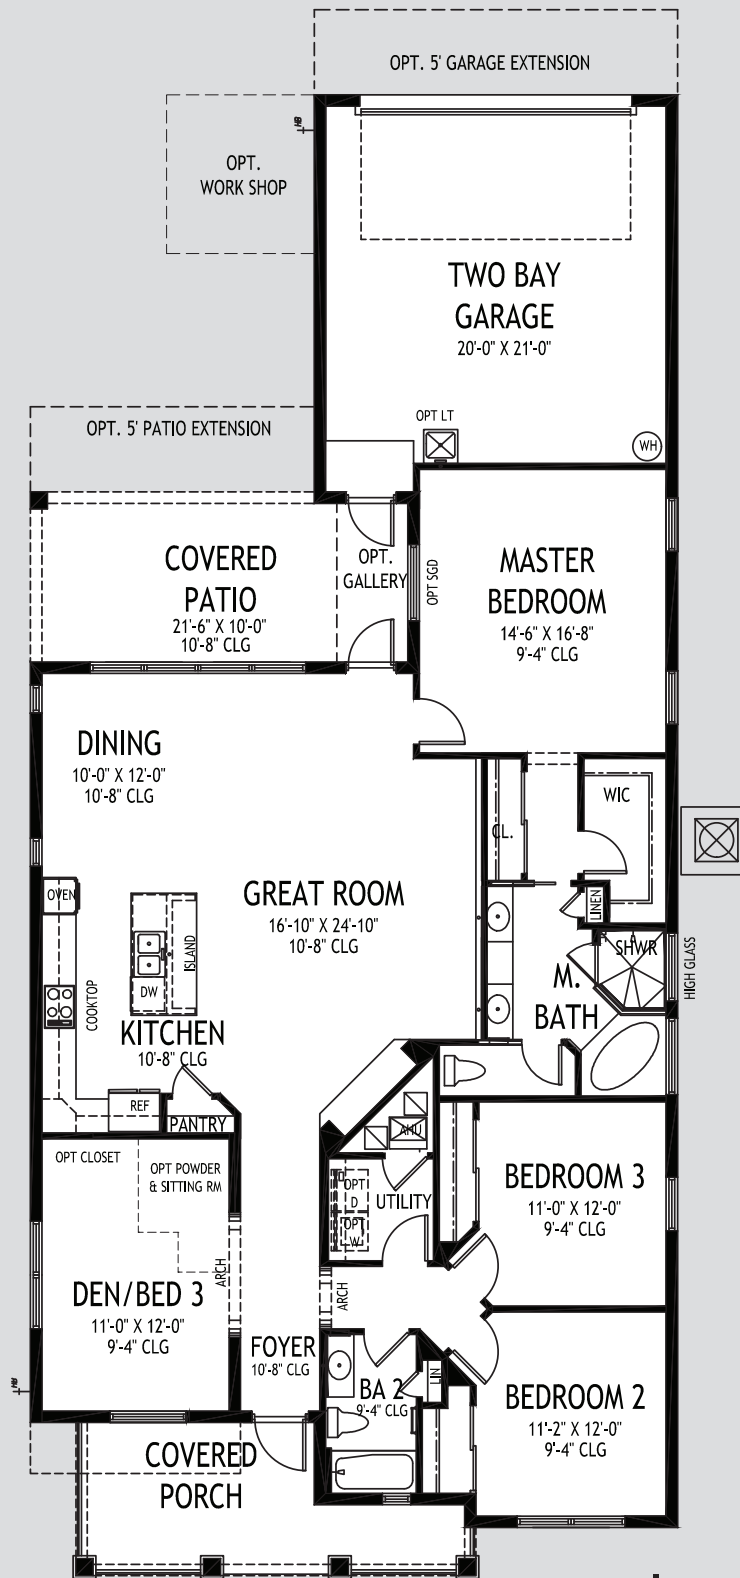 OPT. 5' GARAGE EXTENSION
HB
OPT.
WORK SHOP
TWO BAY
GARAGE
20'-0" X 21'-0"
OPT LT
WH
OPT. 5' PATIO EXTENSION
COVERED
PATIO
21'-6" X 10'-0"
10'-8" CLG
OPT.
GALLERY
OPT SGD
MASTER
BEDROOM
14'-6" X 16'-8"
9'-4" CLG
DINING
10'-0" X 12'-0"
10'-8" CLG
CL.
WIC
OVEN
GREAT ROOM
16'-10" X 24'-10"
10'-8" CLG
LINEN
ISLAND
SHWR
HIGH GLASS
COOKTOP
DW
M.
BATH
KITCHEN
10'-8" CLG
REF
PANTRY
AHU
OPT CLOSET
OPT POWDER
& SITTING RM
OPT
D
OPT
W
UTILITY
BEDROOM 3
11'-0" X 12'-0"
9'-4" CLG
ARCH
ARCH
DEN/BED 3
11'-0" X 12'-0"
9'-4" CLG
FOYER
10'-8" CLG
HB
BA 2
9'-4" CLG
LIN
BEDROOM 2
11'-2" X 12'-0"
9'-4" CLG
COVERED
PORCH